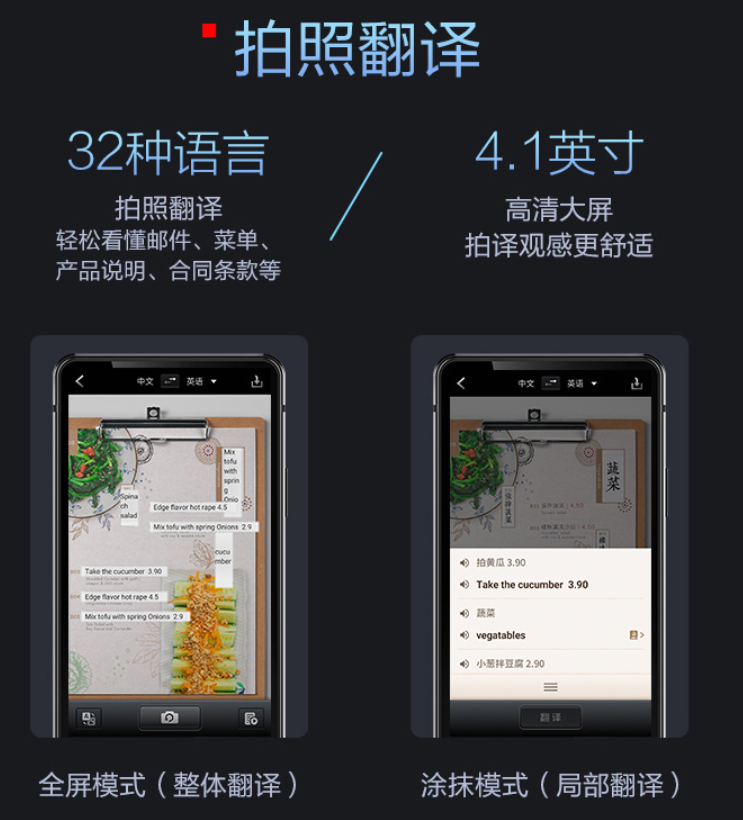 拍照翻译
32种语言
拍照翻译
轻松看懂邮件、菜单、
产品说明、合同条款等
4.1英寸
高清大屏
拍译观感更舒适
中文 英语
Mix
tofu
with
sprin
g
Onio
Spina
ch
salad
Edge flavor hot rape 4.5
Mix tofu with spring Onions 2.9
cucu
mber
Take the cucumber 3.90
Edge flavor hot rape 4.5
Mix tofu with spring Onions 2.9
中文 英语
蔬菜
拍黄瓜 3.90
Take the cucumber 3.90
蔬菜
vegatables
小葱拌豆腐 2.90
翻译
全屏模式（整体翻译）
涂抹模式（局部翻译）